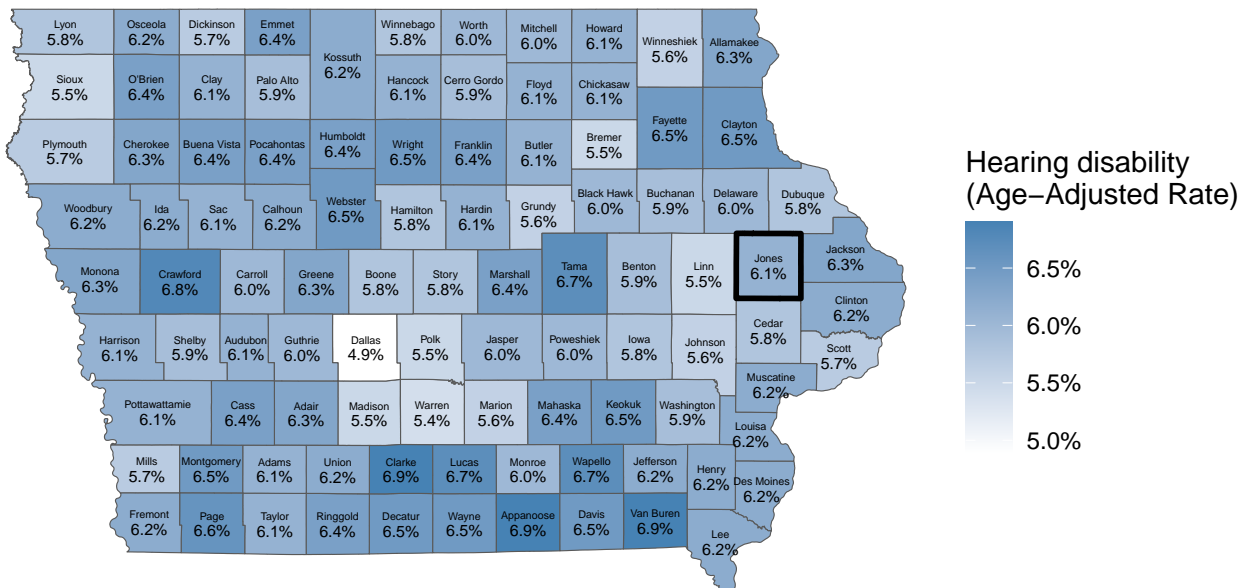 Lyon
5.8%
Osceola
6.2%
Dickinson
5.7%
Emmet
6.4%
Kossuth
6.2%
Winnebago
5.8%
Worth
6.0%
Mitchell
6.0%
Howard
6.1%
Winneshiek
5.6%
Allamakee
6.3%
Sioux
5.5%
O'Brien
6.4%
Clay
6.1%
Palo Alto
5.9%
Hancock
6.1%
Cerro Gordo
5.9%
Floyd
6.1%
Chickasaw
6.1%
Fayette
6.5%
Clayton
6.5%
Plymouth
5.7%
Cherokee
6.3%
Buena Vista
6.4%
Pocahontas
6.4%
Humboldt
6.4%
Wright
6.5%
Franklin
6.4%
Butler
6.1%
Bremer
5.5%
Woodbury
6.2%
Ida
6.2%
Sac
6.1%
Calhoun
6.2%
Webster
6.5%
Hamilton
5.8%
Hardin
6.1%
Grundy
5.6%
Black Hawk
6.0%
Buchanan
5.9%
Delaware
6.0%
Dubuque
5.8%
Monona
6.3%
Crawford
6.8%
Carroll
6.0%
Greene
6.3%
Boone
5.8%
Story
5.8%
Marshall
6.4%
Tama
6.7%
Benton
5.9%
Linn
5.5%
Jones
6.1%
Jackson
6.3%
Clinton
6.2%
Harrison
6.1%
Shelby
5.9%
Audubon
6.1%
Guthrie
6.0%
Dallas
4.9%
Polk
5.5%
Jasper
6.0%
Poweshiek
6.0%
Iowa
5.8%
Johnson
5.6%
Cedar
5.8%
Scott
5.7%
Muscatine
6.2%
Pottawattamie
6.1%
Cass
6.4%
Adair
6.3%
Madison
5.5%
Warren
5.4%
Marion
5.6%
Mahaska
6.4%
Keokuk
6.5%
Washington
5.9%
Louisa
6.2%
Mills
5.7%
Montgomery
6.5%
Adams
6.1%
Union
6.2%
Clarke
6.9%
Lucas
6.7%
Monroe
6.0%
Wapello
6.7%
Jefferson
6.2%
Henry
6.2%
Des Moines
6.2%
Fremont
6.2%
Page
6.6%
Taylor
6.1%
Ringgold
6.4%
Decatur
6.5%
Wayne
6.5%
Appanoose
6.9%
Davis
6.5%
Van Buren
6.9%
Lee
6.2%
Hearing disability
(Age−Adjusted Rate)
6.5%
6.0%
5.5%
5.0%